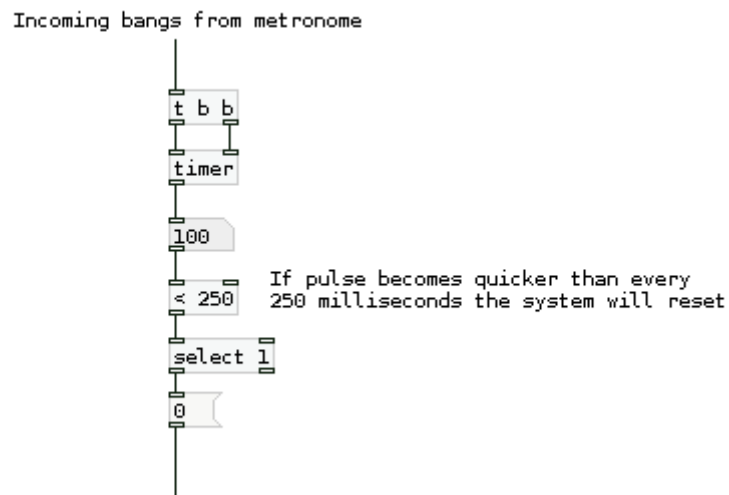 Incoming bangs from metronome
t b b
timer
100
< 250
If pulse becomes quicker than every
250 milliseconds the system will reset
select 1
0